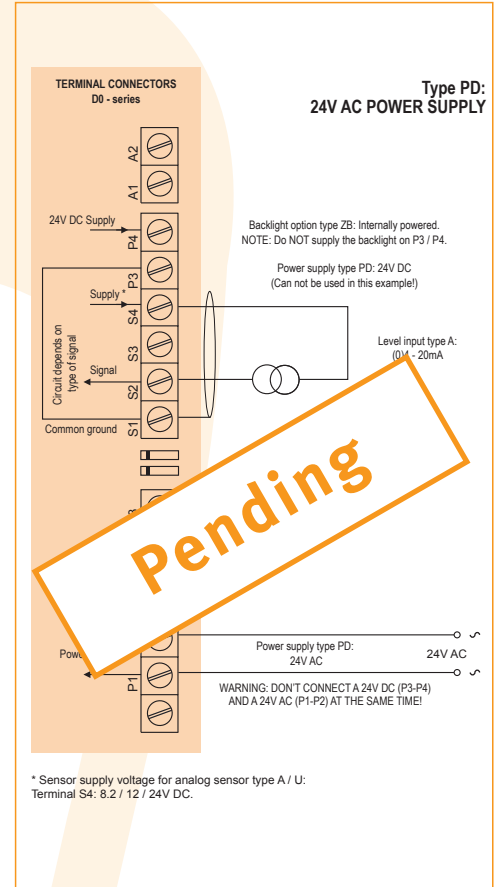 TERMINAL CONNECTORS
D0 - series
Type PD:
24V AC POWER SUPPLY
A2
A1
24V DC Supply
P4
Backlight option type ZB: Internally powered.
NOTE: Do NOT supply the backlight on P3 / P4.
P3
Power supply type PD: 24V DC
(Can not be used in this example!)
Supply *
S4
Circuit depends on
type of signal
S3
Level input type A:
(0)4 - 20mA
Signal
S2
Common ground
S1
Pending
Power supply type PD:
24V AC
24V AC
P1
WARNING: DON'T CONNECT A 24V DC (P3-P4)
AND A 24V AC (P1-P2) AT THE SAME TIME!
* Sensor supply voltage for analog sensor type A / U:
Terminal S4: 8.2 / 12 / 24V DC.